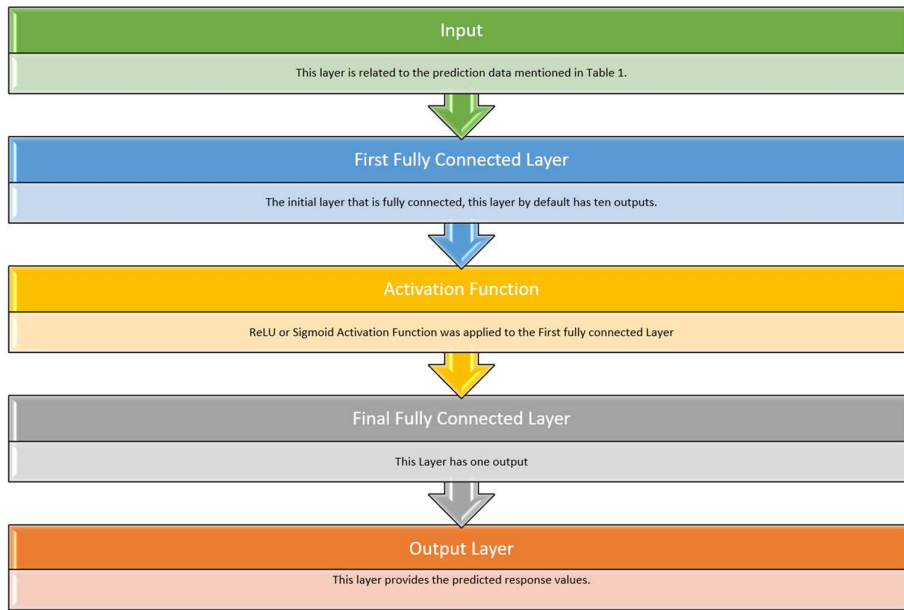 Input
This layer is related to the prediction data mentioned in Table 1.
First Fully Connected Layer
The initial layer that is fully connected, this layer by default has ten outputs.
Activation Function
ReLU or Sigmoid Activation Function was applied to the First fully connected Layer
Final Fully Connected Layer
This Layer has one output
Output Layer
This layer provides the predicted response values.